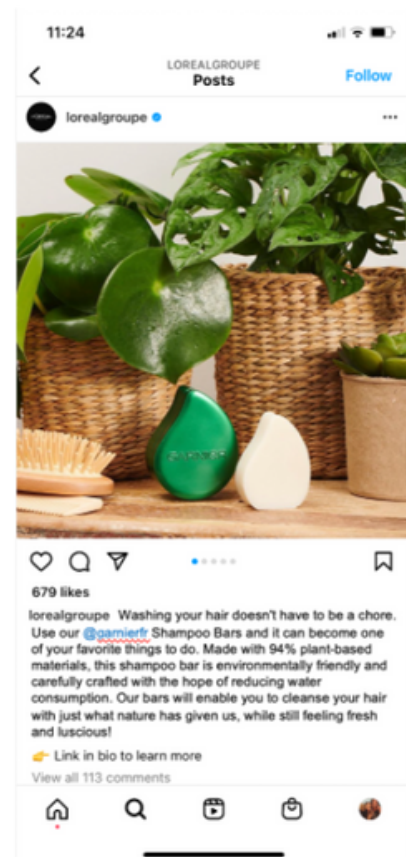 11:24
LOREALGROUPE
Posts
Follow
lorealgroupe
GARNIER
679 likes
lorealgroupe Washing your hair doesn't have to be a chore.
Use our @garnierfr Shampoo Bars and it can become one
of your favorite things to do. Made with 94% plant-based
materials, this shampoo bar is environmentally friendly and
carefully crafted with the hope of reducing water
consumption. Our bars will enable you to cleanse your hair
with just what nature has given us, while still feeling fresh
and luscious!
👉 Link in bio to learn more
View all 113 comments